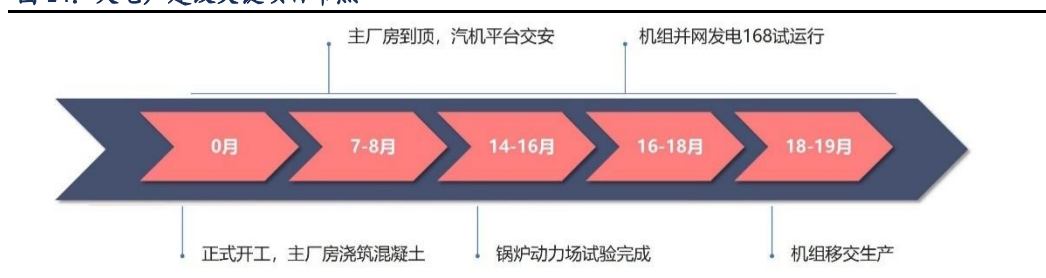 主厂房到顶，汽机平台交安
机组并网发电168试运行
0月
7-8月
14-16月
16-18月
18-19月
正式开工，主厂房浇筑混凝土
锅炉动力场试验完成
机组移交生产